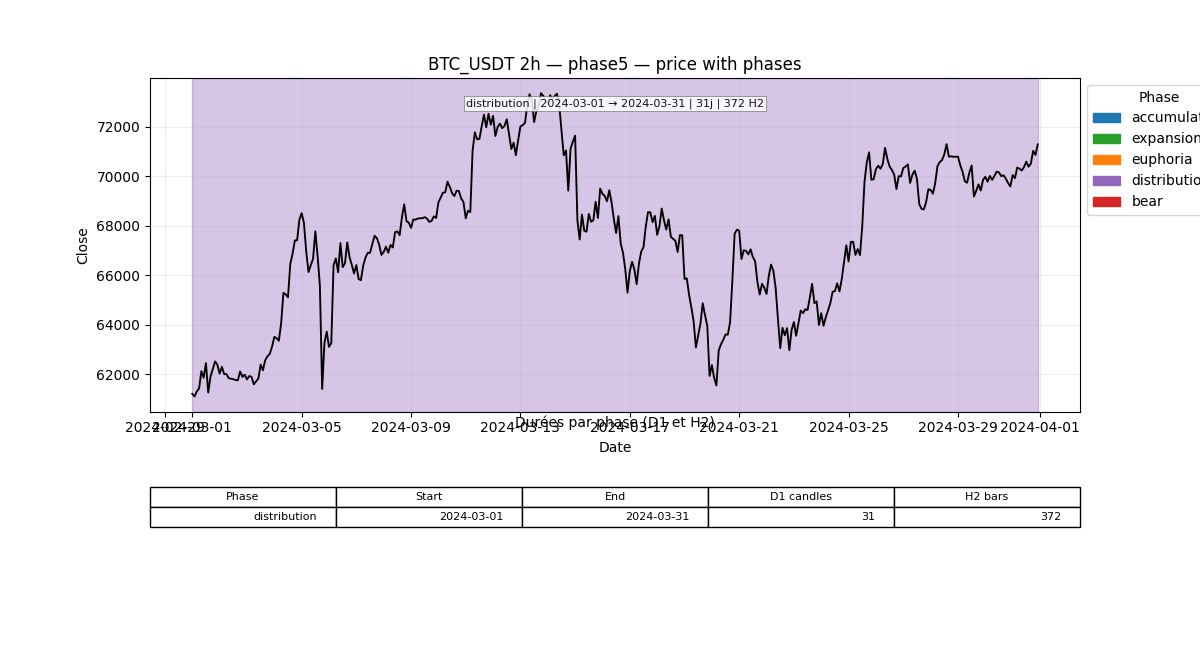 BTC_USDT 2h — phase5 — price with phases
distribution | 2024-03-01 → 2024-03-31 | 31j | 372 H2
Close
72000
70000
68000
66000
64000
62000
Phase
accumulat
expansion
euphoria
distributio
bear
2024-02-29
2024-03-01
2024-03-05
2024-03-09
2024-03-13
2024-03-17
2024-03-21
2024-03-25
2024-03-29
2024-04-01
Durées par phase (D1 et H2)
Date
Phase Start End D1 candles H2 bars
distribution 2024-03-01 2024-03-31 31 372